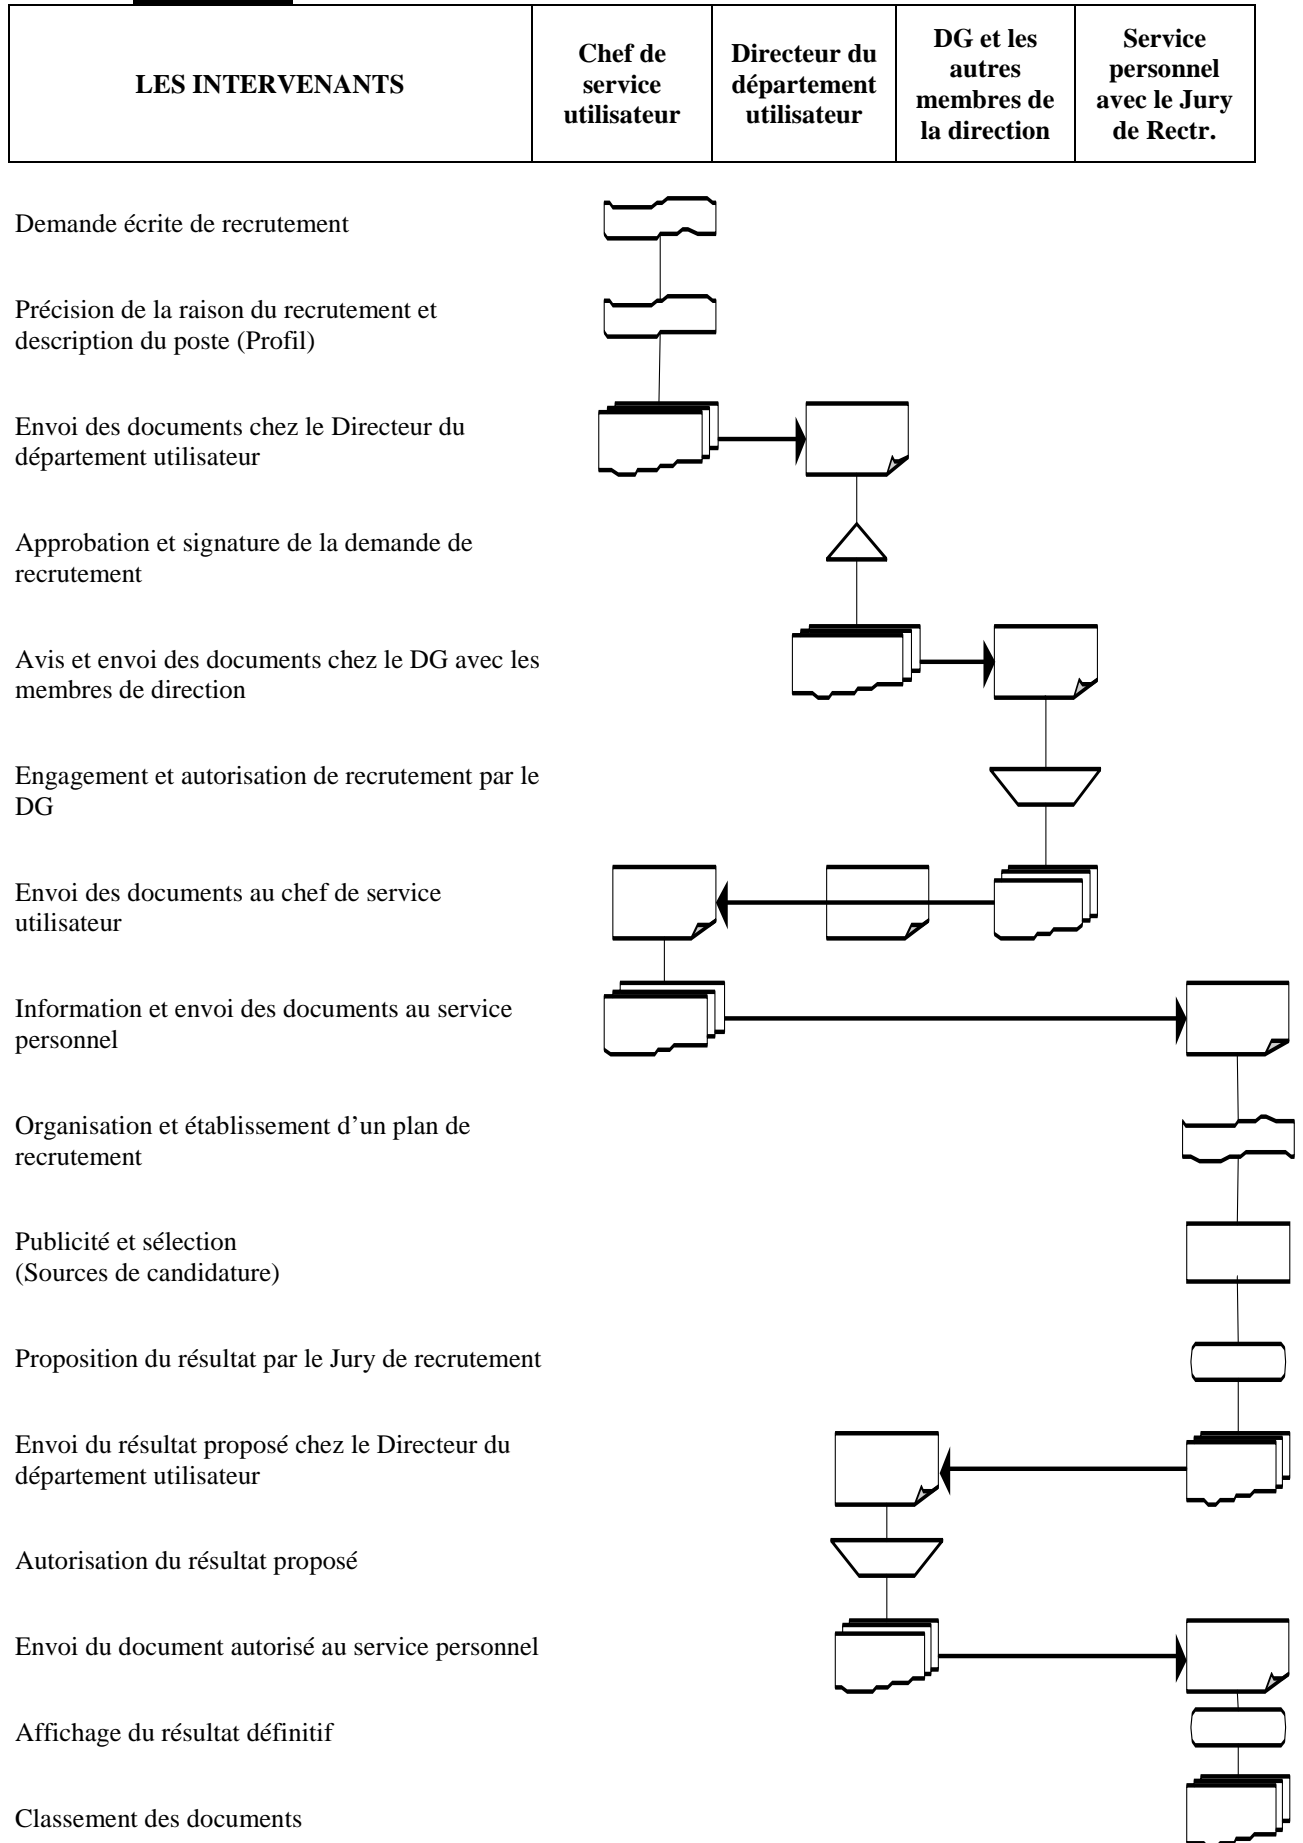 LES INTERVENANTS
Chef de
service
utilisateur
Directeur du
département
utilisateur
DG et les
autres
membres de
la direction
Service
personnel
avec le Jury
de Rectr.
Demande écrite de recrutement
Précision de la raison du recrutement et
description du poste (Profil)
Envoi des documents chez le Directeur du
département utilisateur
Approbation et signature de la demande de
recrutement
Avis et envoi des documents chez le DG avec les
membres de direction
Engagement et autorisation de recrutement par le
DG
Envoi des documents au chef de service
utilisateur
Information et envoi des documents au service
personnel
Organisation et établissement d’un plan de
recrutement
Publicité et sélection
(Sources de candidature)
Proposition du résultat par le Jury de recrutement
Envoi du résultat proposé chez le Directeur du
département utilisateur
Autorisation du résultat proposé
Envoi du document autorisé au service personnel
Affichage du résultat définitif
Classement des documents